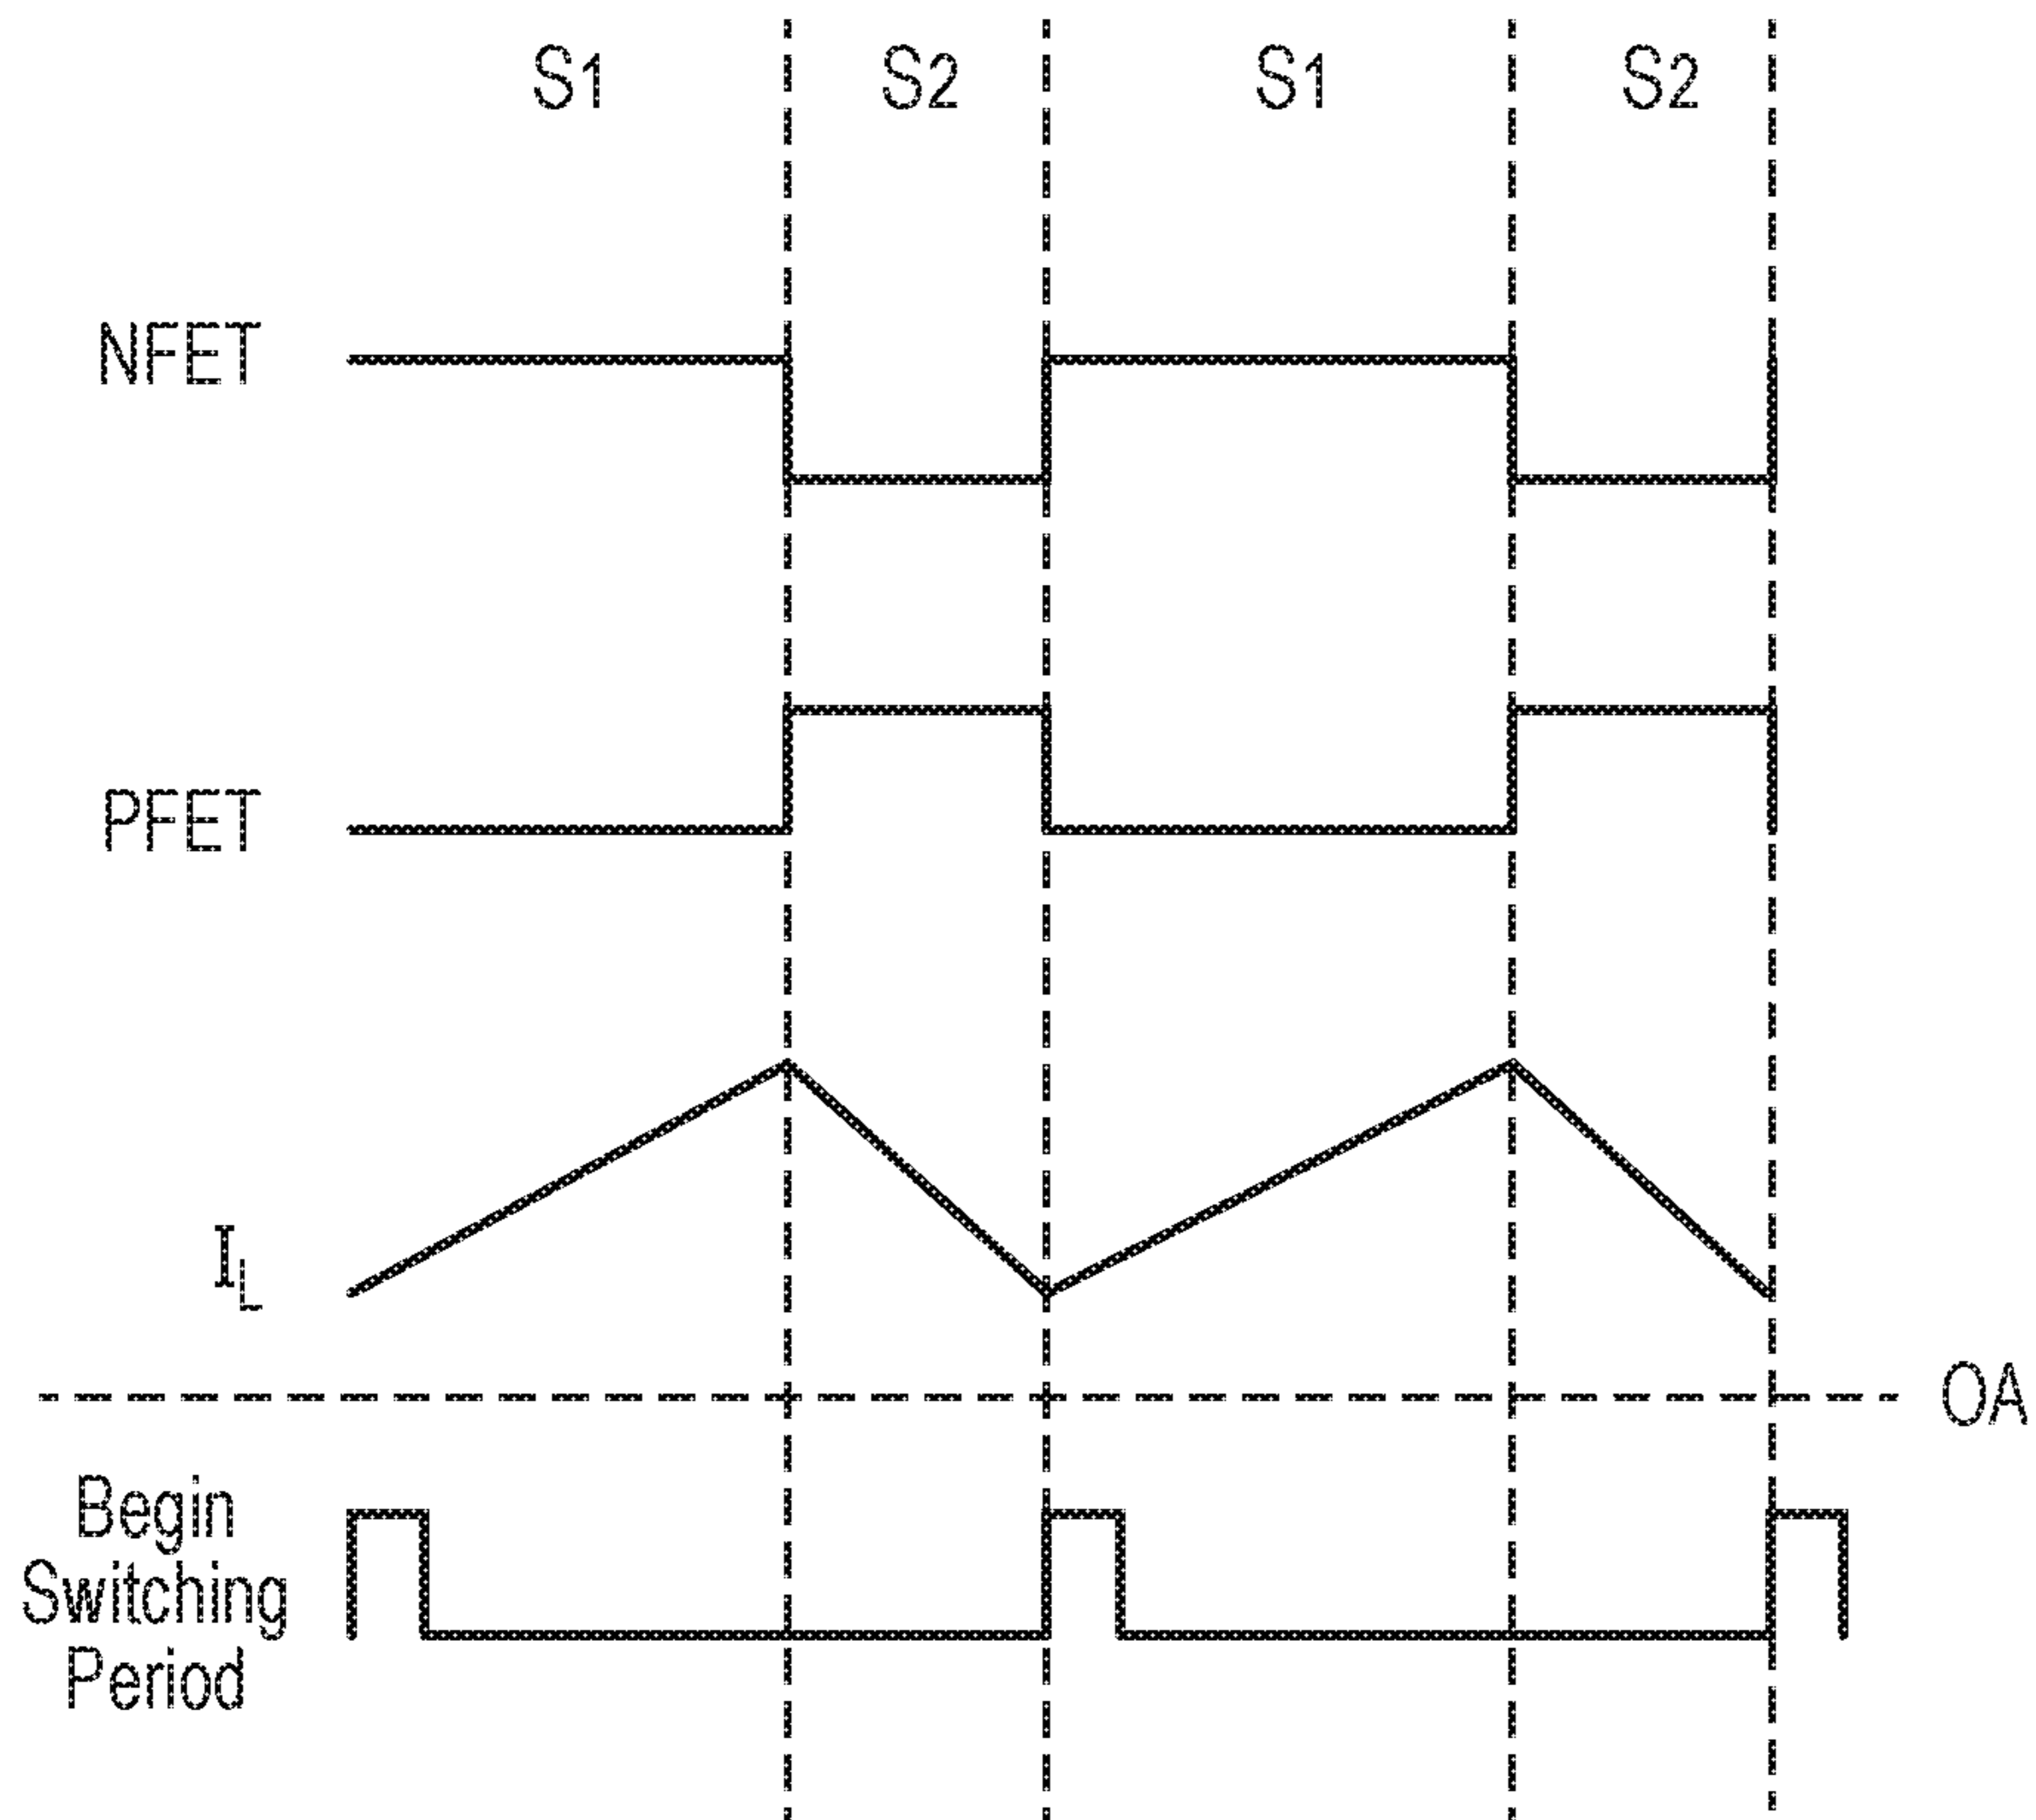 S1 S2 S1 S2
NFET
PFET
IL
OA
Begin
Switching
Period